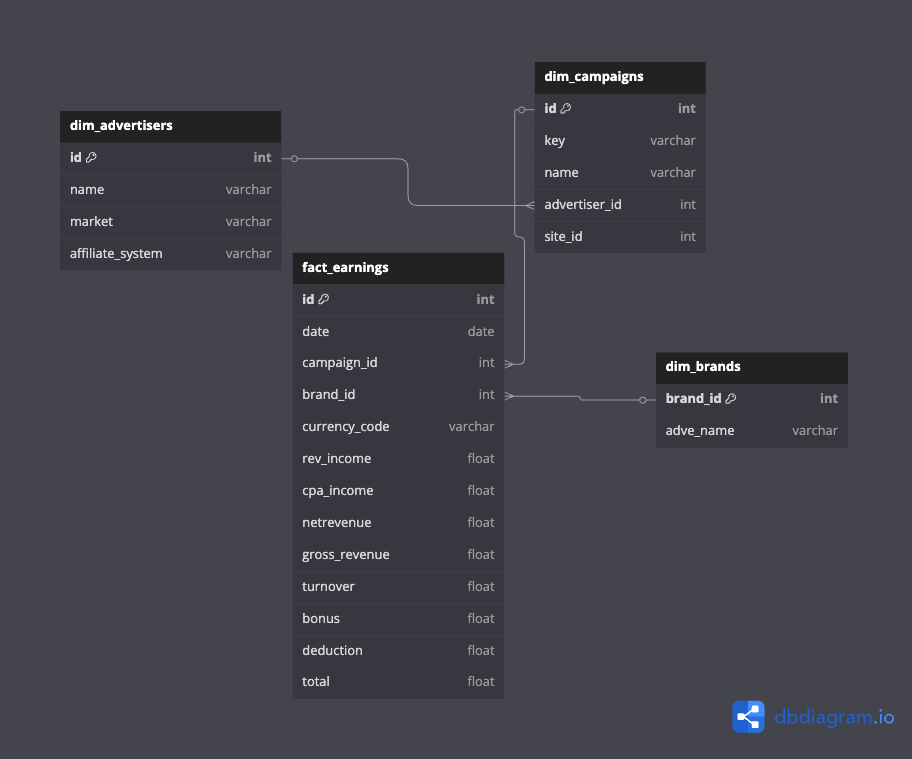 dim_campaigns
id int
key varchar
name varchar
advertiser_id int
site_id int
dim_advertisers
id int
name varchar
market varchar
affiliate_system varchar
fact_earnings
id int
date date
campaign_id int
brand_id int
currency_code varchar
rev_income float
cpa_income float
netrevenue float
gross_revenue float
turnover float
bonus float
deduction float
total float
dim_brands
brand_id int
adve_name varchar
dbdiagram.io